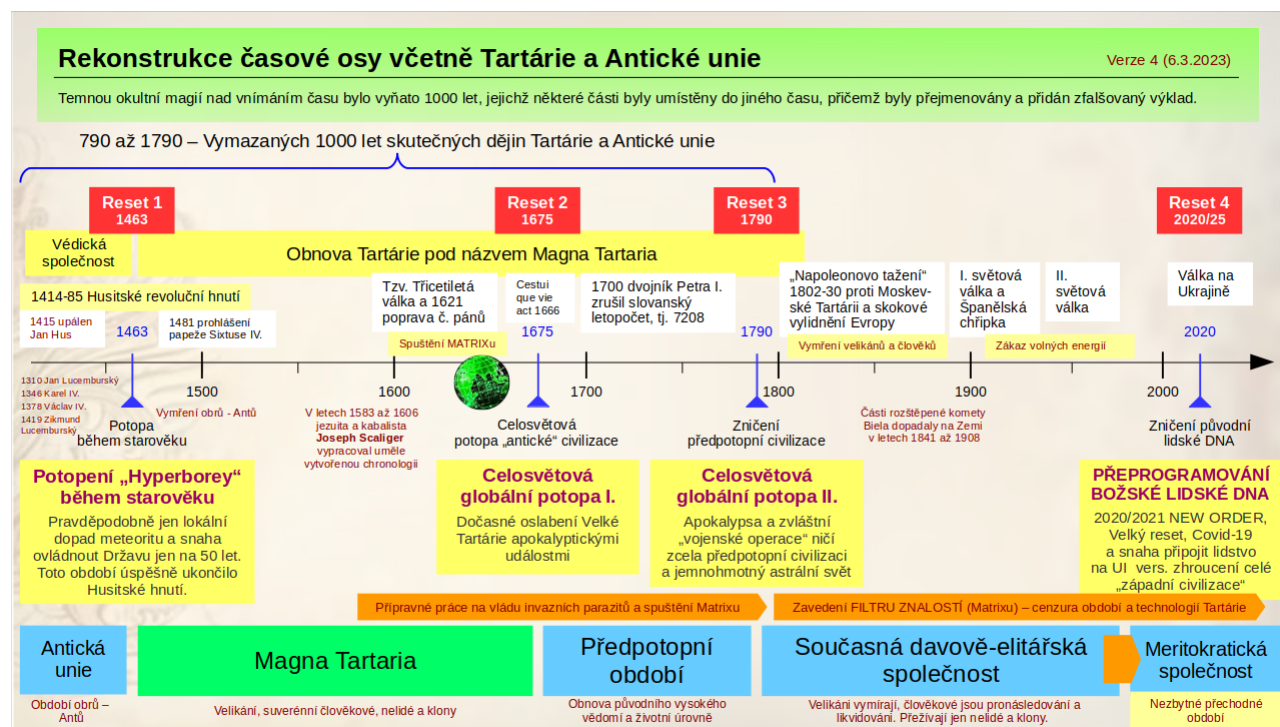 Rekonstrukce časové osy včetně Tartárie a Antické unie
Verze 4 (6.3.2023)
Temnou okultní magií nad vnímáním času bylo vyňato 1000 let, jejichž některé části byly umístěny do jiného času, přičemž byly přejmenovány a přidán zfalšovaný výklad.
790 až 1790 – Vymazaných 1000 let skutečných dějin Tartárie a Antické unie
Reset 1
1463
Reset 2
1675
Reset 3
1790
Reset 4
2020/25
Védická
společnost
Obnova Tartárie pod názvem Magna Tartaria
1414-85 Husitské revoluční hnutí
1415 upálen
Jan Hus
1463
1481 prohlášení
papeže Sixtuse IV.
Tzv. Třicetiletá
válka a 1621
poprava č. pánů
Spuštění MATRIXu
Cestui
que vie
act 1666
1675
1700 dvojník Petra I.
zrušil slovanský
letopočet, tj. 7208
1790
„Napoleonovo tažení“
1802-30 proti Moskev-
ské Tartárii a skokové
vylidnění Evropy
Vymření velikánů a člověků
I. světová
válka a
Španělská
chřipka
II.
světová
válka
Zákaz volných energií
Válka na
Ukrajině
2020
1500
1600
1700
1800
1900
2000
1310 Jan Lucemburský
1346 Karel IV.
1378 Václav IV.
1419 Zikmund
Lucemburský
Potopa
během starověku
Vymření obrů - Antů
V letech 1583 až 1606
jezuita a kabalista
Joseph Scaliger
vypracoval uměle
vytvořenou chronologii
Celosvětová
potopa „antické“ civilizace
Zničení
předpotopní civilizace
Části rozštěpené komety
Biela dopadaly na Zemi
v letech 1841 až 1908
Zničení původní
lidské DNA
Potopení „Hyperborey“
během starověku
Pravděpodobně jen lokální
dopad meteoritu a snaha
ovládnout Državu jen na 50 let.
Toto období úspěšně ukončilo
Husitské hnutí.
Celosvětová
globální potopa I.
Dočasné oslabení Velké
Tartárie apokalyptickými
událostmi
Celosvětová
globální potopa II.
Apokalypsa a zvláštní
„vojenské operace“ ničí
zcela předpotopní civilizaci
a jemnohmotný astrální svět
PŘEPROGRAMOVÁNÍ
BOŽSKÉ LIDSKÉ DNA
2020/2021 NEW ORDER,
Velký reset, Covid-19
a snaha připojit lidstvo
na UI vers. zhroucení celé
„západní civilizace“
Přípravné práce na vládu invazních parazitů a spuštění Matrixu
Zavedení FILTRU ZNALOSTÍ (Matrixu) – cenzura období a technologií Tartárie
Antická
unie
Magna Tartaria
Předpotopní
období
Současná davově-elitářská
společnost
Meritokratická
společnost
Období obrů –
Antů
Velikáni, suverénní člověkové, nelidé a klony
Obnova původního vysokého
vědomí a životní úrovně
Velikáni vymírají, člověkové jsou pronásledováni a
likvidováni. Přežívají jen nelidé a klony.
Nezbytné přechodné
období